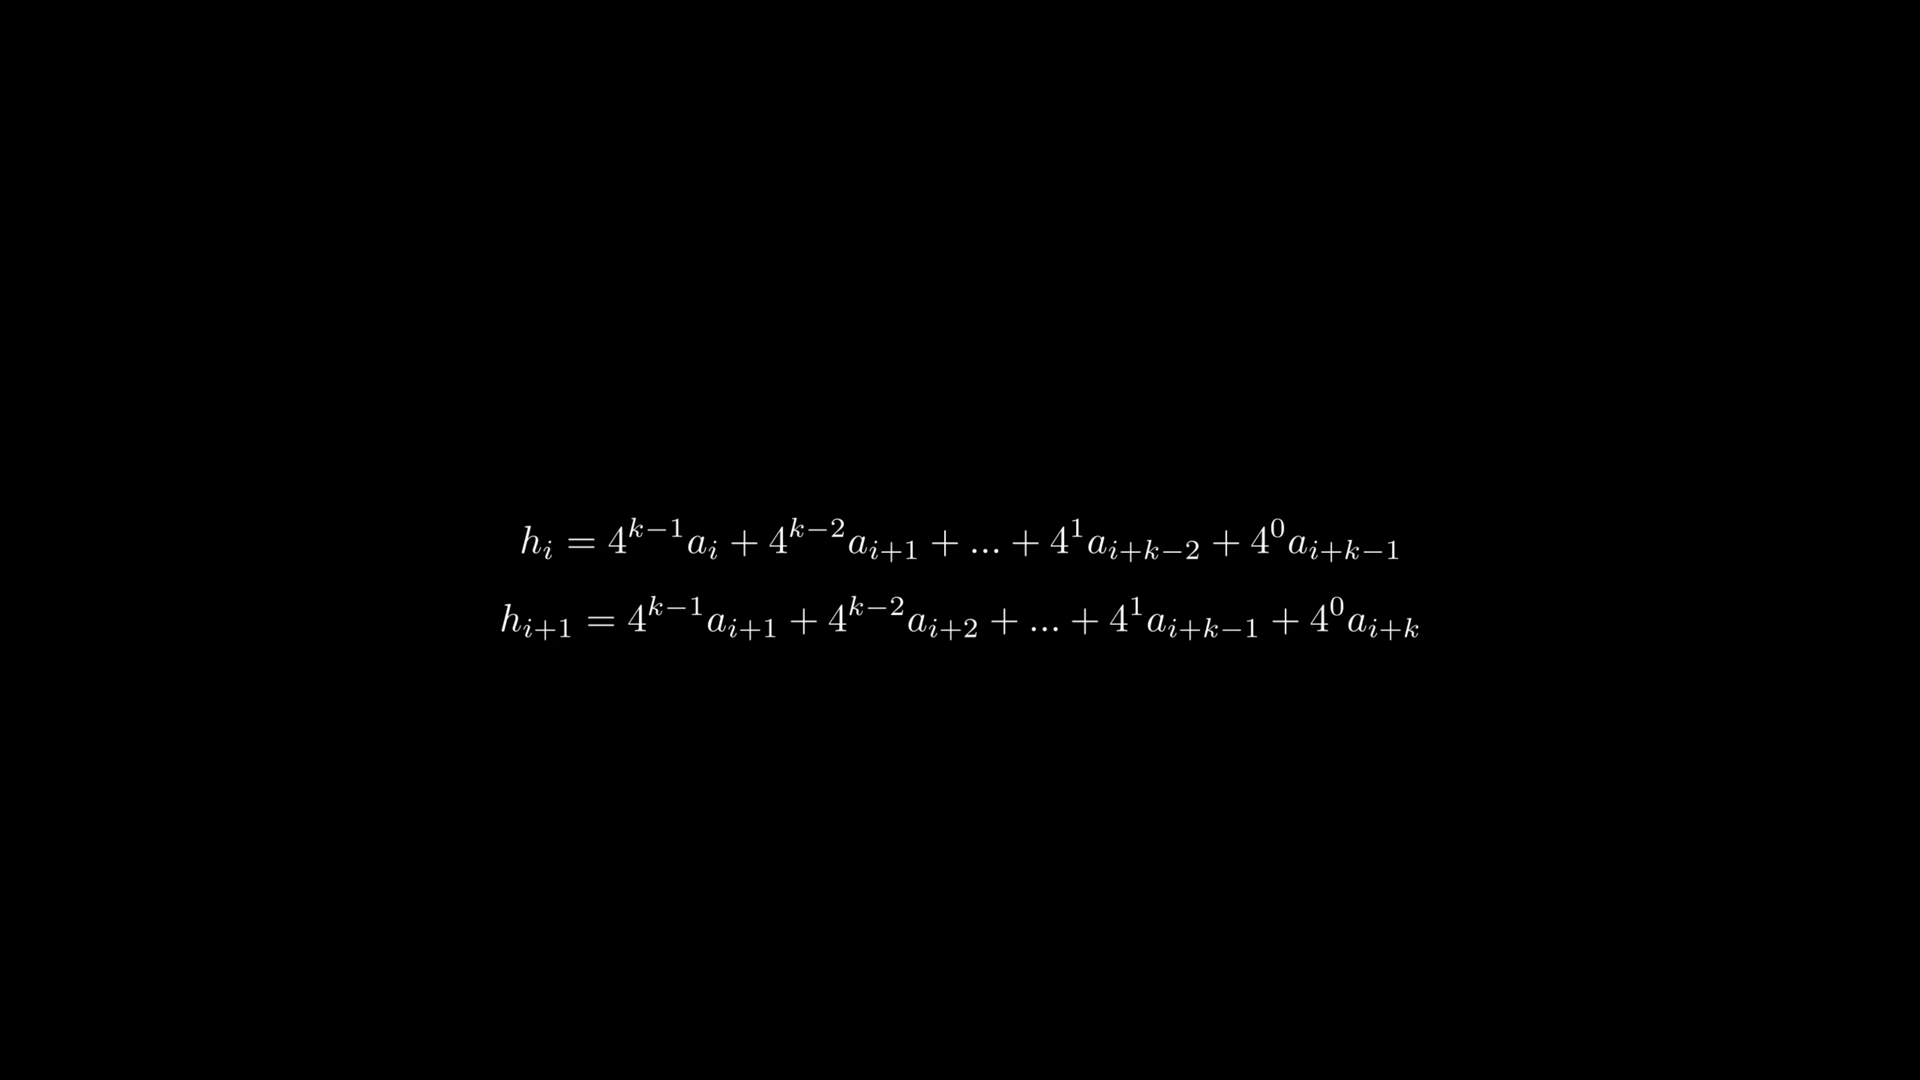 h_i = 4^{k-1}a_i + 4^{k-2}a_{i+1} + ... + 4^1a_{i+k-2} + 4^0a_{i+k-1}
h_{i+1} = 4^{k-1}a_{i+1} + 4^{k-2}a_{i+2} + ... + 4^1a_{i+k-1} + 4^0a_{i+k}